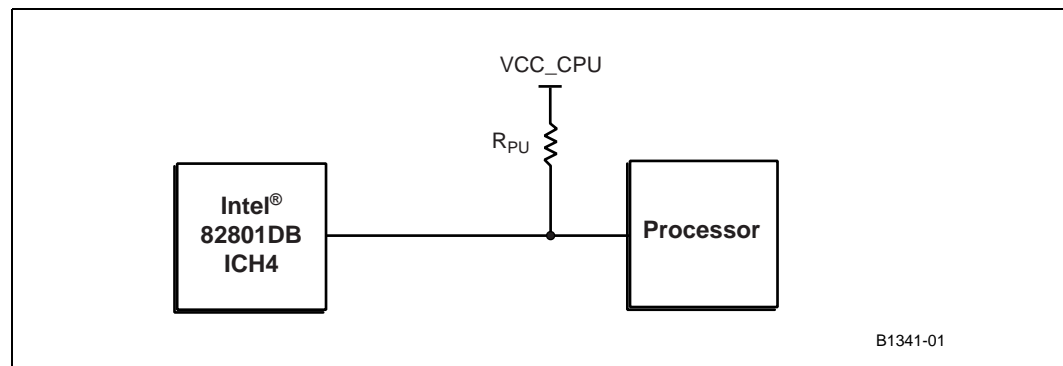 VCC_CPU
RPU
Intel®
82801DB
ICH4
Processor
B1341-01